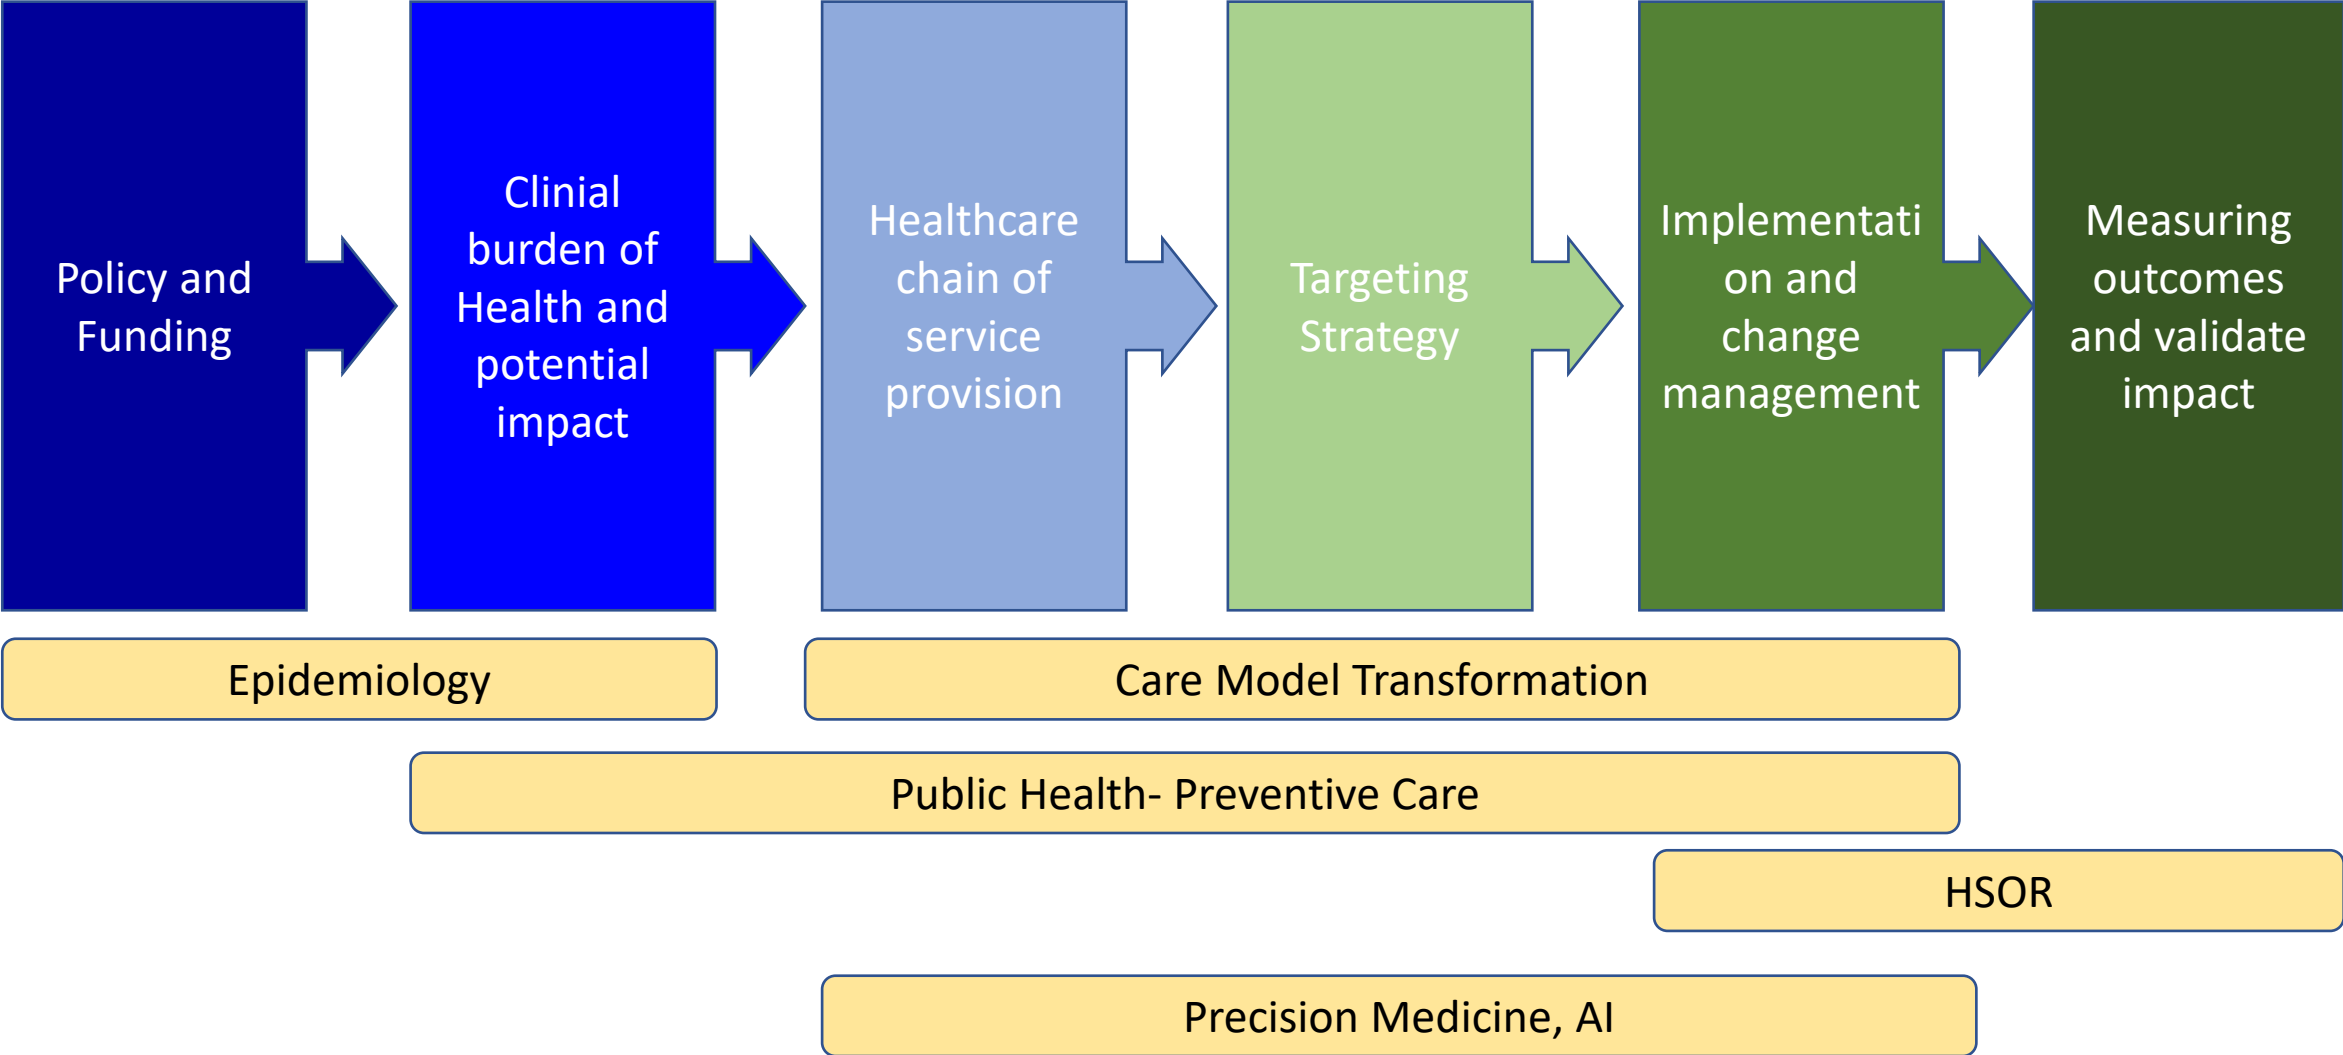 Policy and
Funding
Clinial
burden of
Health and
potential
impact
Healthcare
chain of
service
provision
Targeting
Strategy
Implementati
on and
change
management
Measuring
outcomes
and validate
impact
Epidemiology
Care Model Transformation
Public Health- Preventive Care
HSOR
Precision Medicine, AI